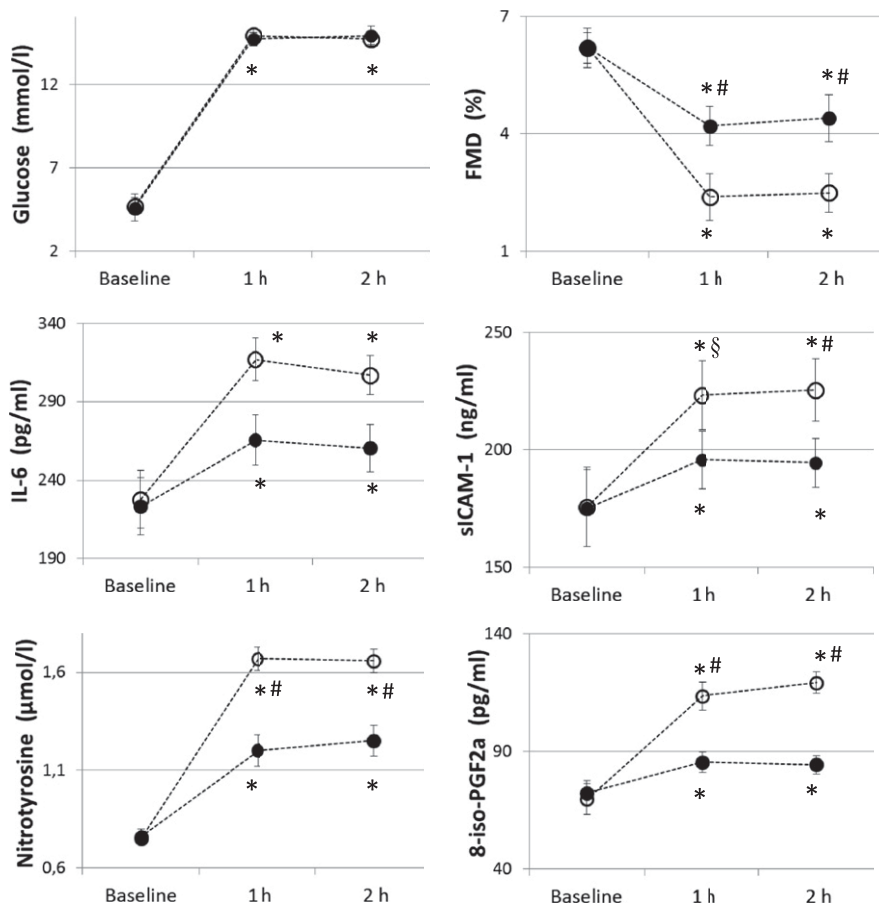 Glucose (mmol/l)
12
7
2
*
*
Baseline
1 h
2 h
FMD (%)
7
4
1
*#
*#
*
*
Baseline
1 h
2 h
IL-6 (pg/ml)
340
290
240
190
*
*
*
*
Baseline
1 h
2 h
sICAM-1 (ng/ml)
250
200
150
*§
*#
*
*
Baseline
1 h
2 h
Nitrotyrosine (μmol/l)
1,6
1,1
0,6
*#
*#
*
*
Baseline
1 h
2 h
8-iso-PGF2a (pg/ml)
140
90
40
*#
*#
*
*
Baseline
1 h
2 h